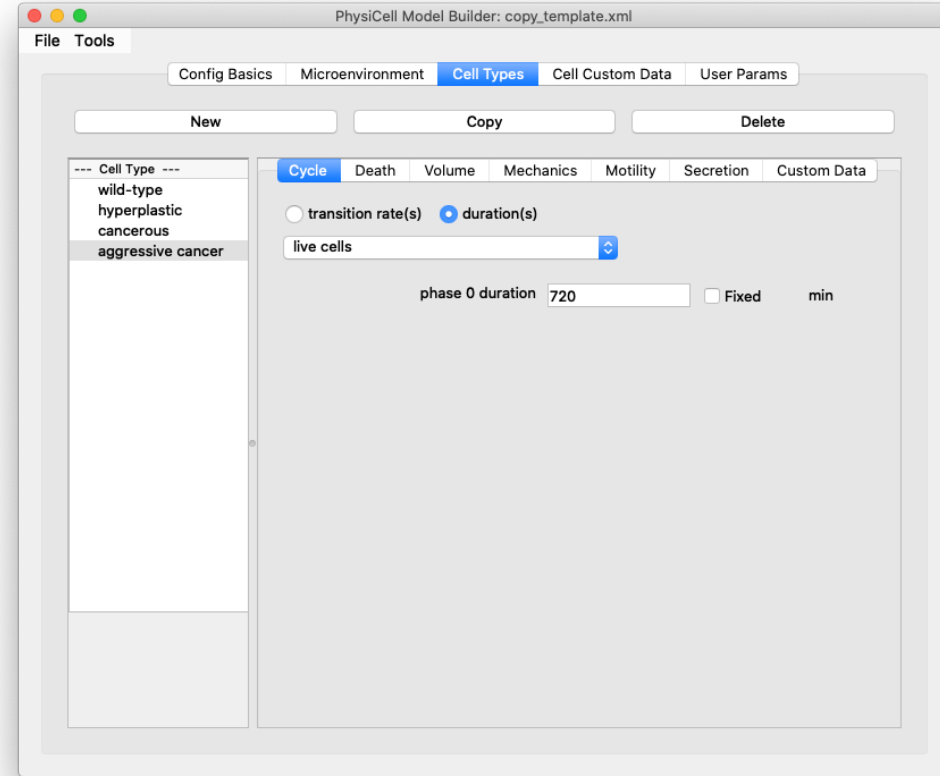 PhysiCell Model Builder: copy_template.xml
File Tools
Config Basics Microenvironment Cell Types Cell Custom Data User Params
New Copy Delete
--- Cell Type ---
wild-type
hyperplastic
cancerous
aggressive cancer
Cycle Death Volume Mechanics Motility Secretion Custom Data
transition rate(s) duration(s)
live cells
phase 0 duration 720 Fixed min